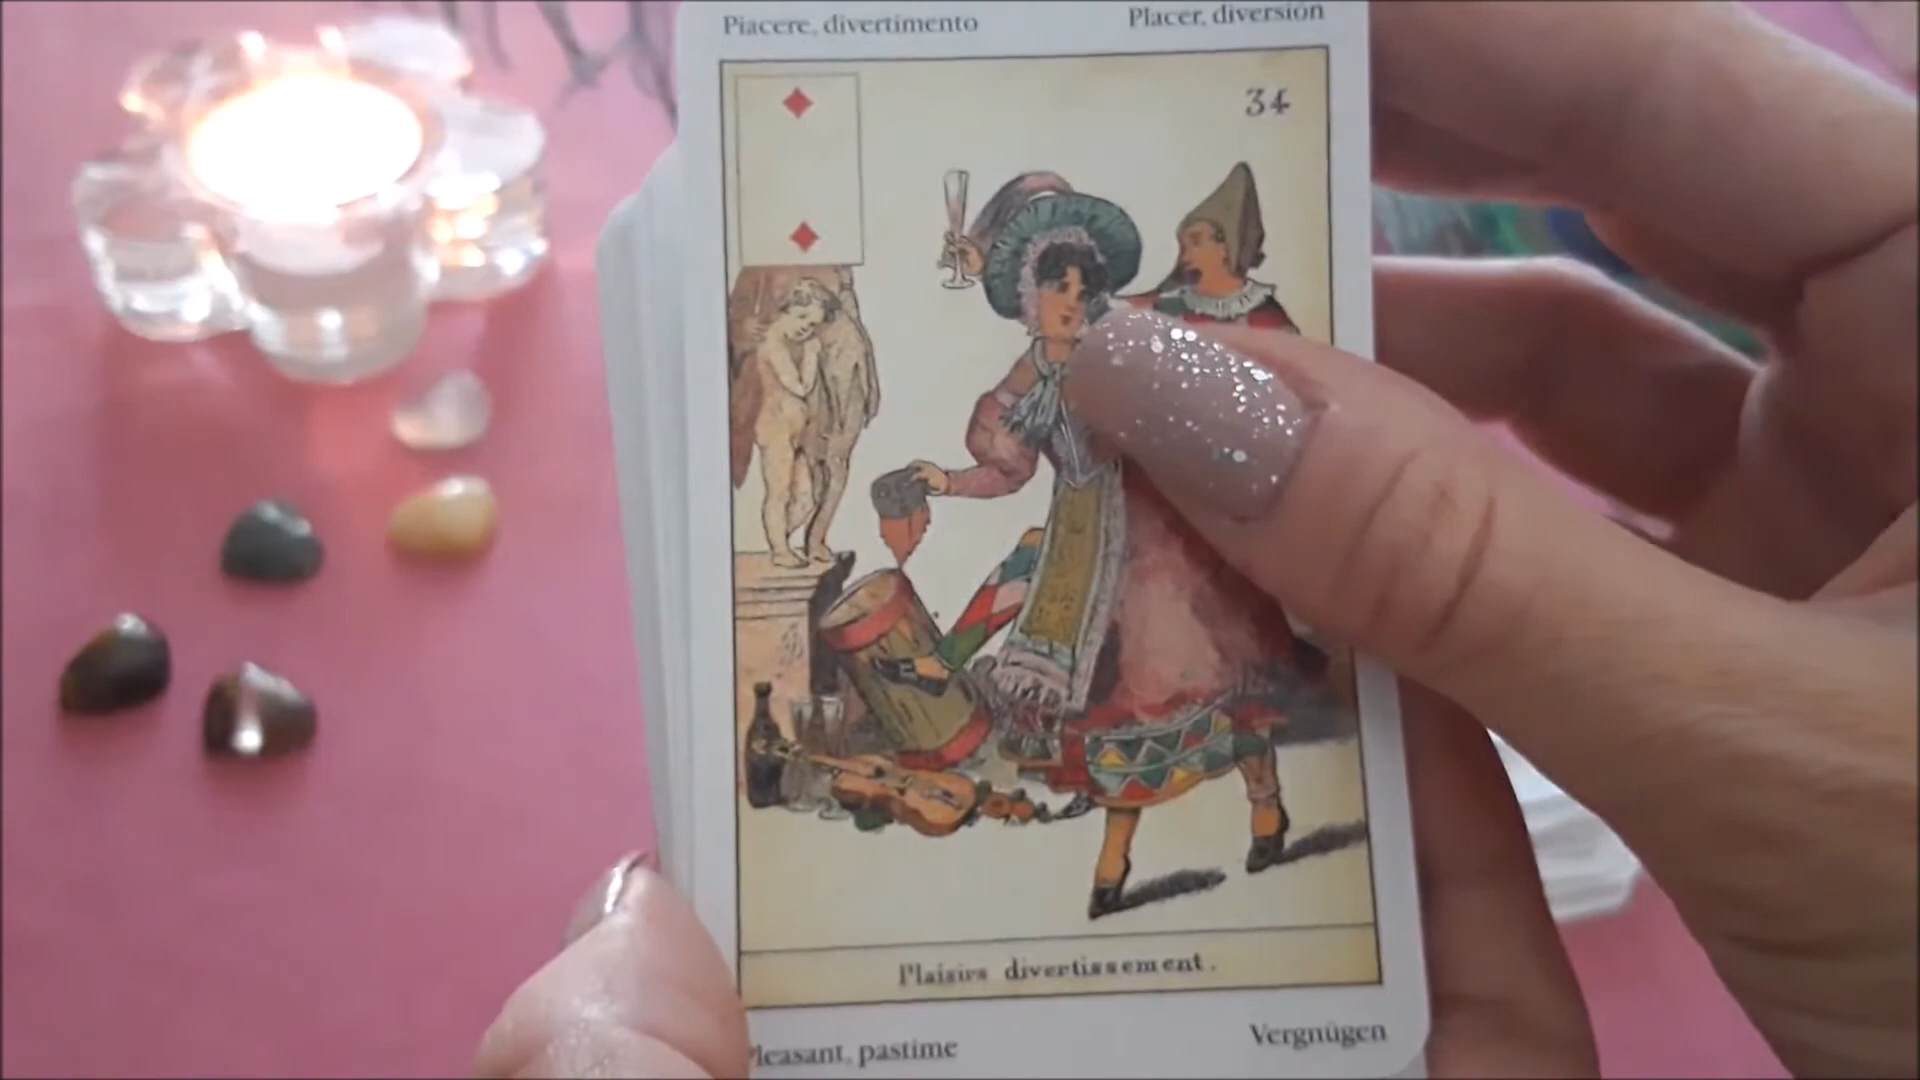 Piacere, divertimento
Placer, diversión
34
Plaisirs divertissement.
Pleasant, pastime
Vergnügen